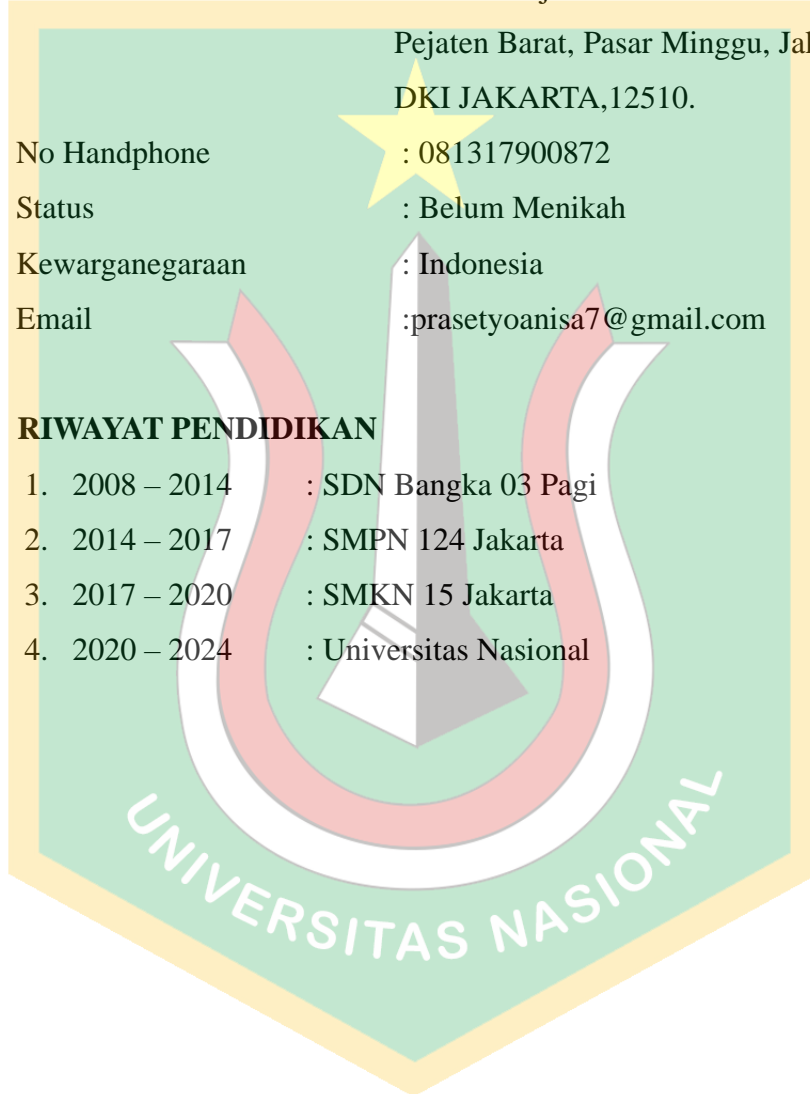 Pejaten Barat, Pasar Minggu,
DKI JAKARTA,12510.
No Handphone : 081317900872
Status : Belum Menikah
Kewarganegaraan : Indonesia
Email :prasetyoanisa7@gmail.com
RIWAYAT PENDIDIKAN
1. 2008 – 2014 : SDN Bangka 03 Pagi
2. 2014 – 2017 : SMPN 124 Jakarta
3. 2017 – 2020 : SMKN 15 Jakarta
4. 2020 – 2024 : Universitas Nasional
UNIVERSITAS NASIONAL